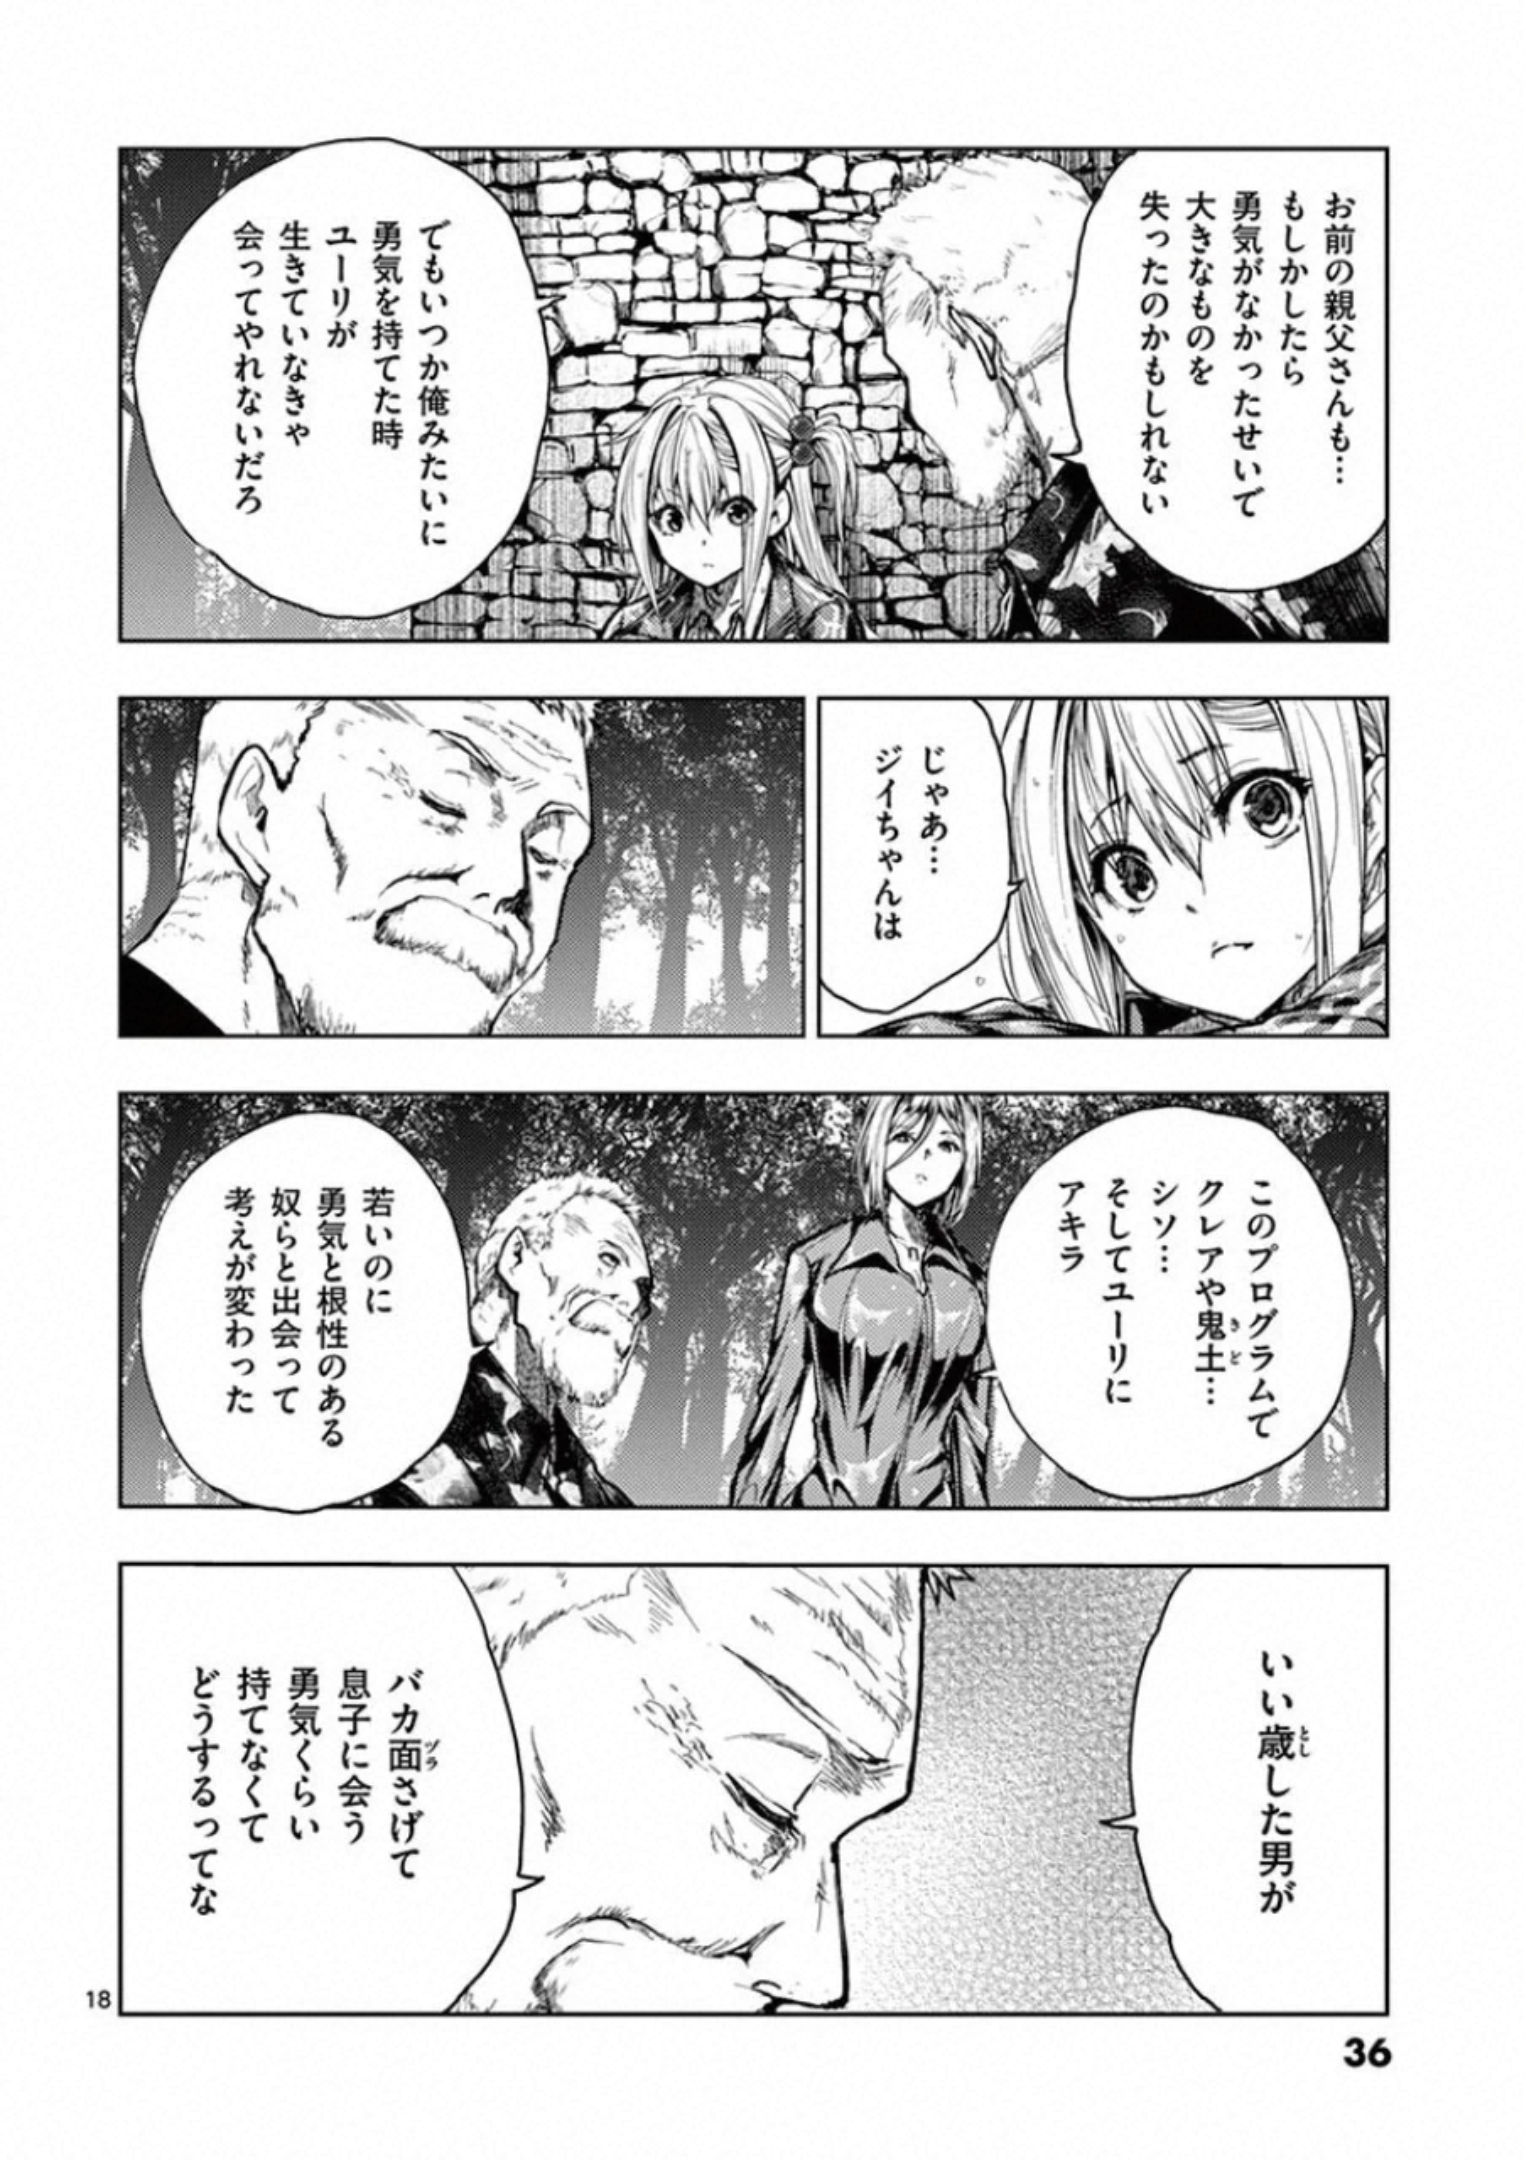 お前の親父さんも…
もしかしたら
勇気がなかったせいで
大きなものを
失ったのかもしれない
でもいつか俺みたいに
勇気を持てた時
ユーリが
生きていなきゃ
会ってやれないだろ
じゃあ…
ジイちゃんは
このプログラムで
クレアや鬼土…
きど
シソ…
そしてユーリに
アキラ
若いのに
勇気と根性のある
奴らと出会って
考えが変わった
いい歳した男が
とし
バカ面さげて
ヅラ
息子に会う
勇気くらい
持てなくて
どうするってな
18
36